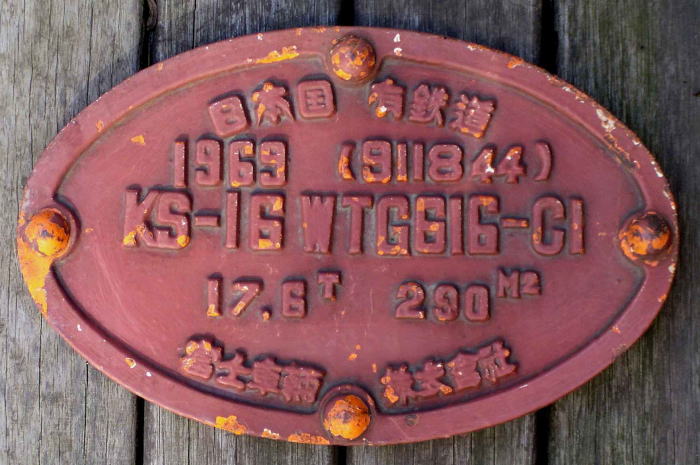 日本国 有鉄道
1969 (911844)
KS-16 WTG616-C1
17.6T 290M2
富士車輌 株式会社